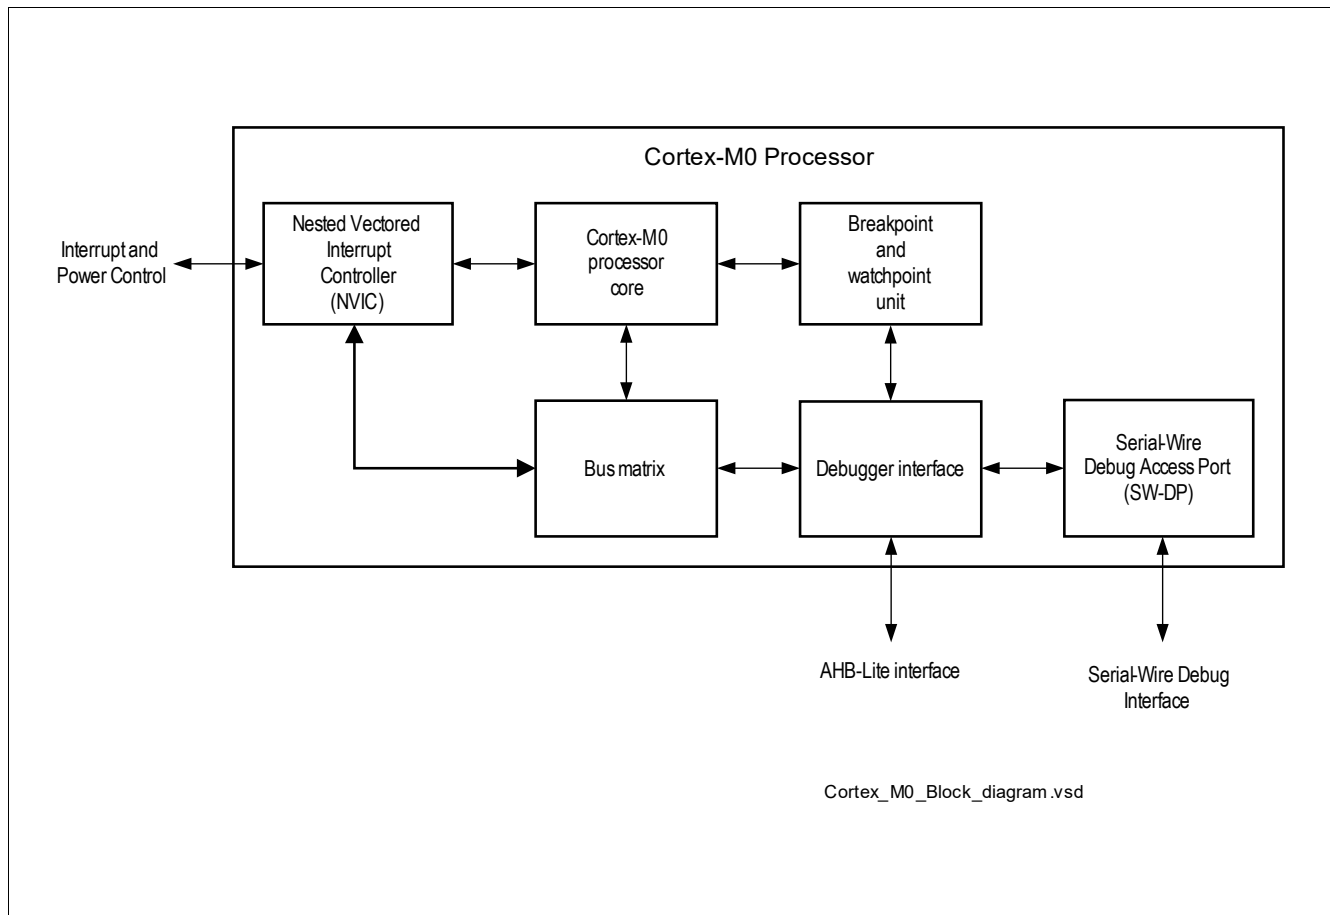 Cortex-M0 Processor
Nested Vectored
Interrupt
Controller
(NVIC)
Cortex-M0
processor
core
Breakpoint
and
watchpoint
unit
Interrupt and
Power Control
Bus matrix
Debugger interface
Serial-Wire
Debug Access Port
(SW-DP)
AHB-Lite interface
Serial-Wire Debug
Interface
Cortex_M0_Block_diagram.vsd